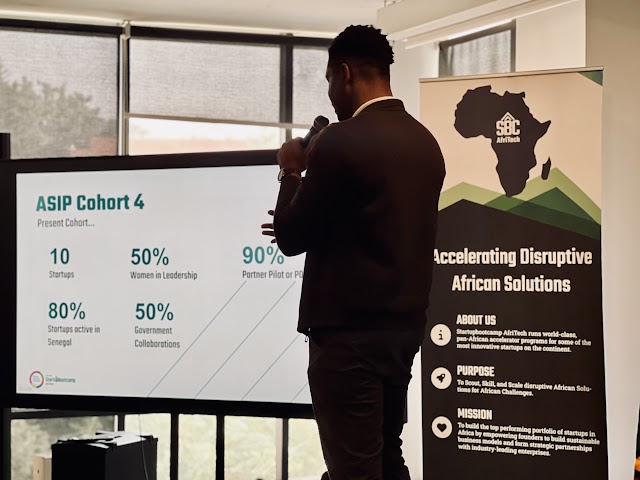 ASIP Cohort 4
Present Cohort...
10
Startups
50%
Women in Leadership
90%
Partner Pilot or
80%
Startups active in
Senegal
50%
Government
Collaborations
Startupbootcamp
SBC
AfriTech
Accelerating Disruptive
African Solutions
ABOUT US
Startupbootcamp AfriTech runs world-class,
pan-African accelerator programs for some of the
most innovative startups on the continent.
PURPOSE
To Scout, Skill, and Scale disruptive African Solu-
tions for African Challenges.
MISSION
To build the top performing portfolio of startups in
Africa by empowering founders to build sustainable
business models and form strategic partnerships
with industry-leading enterprises.